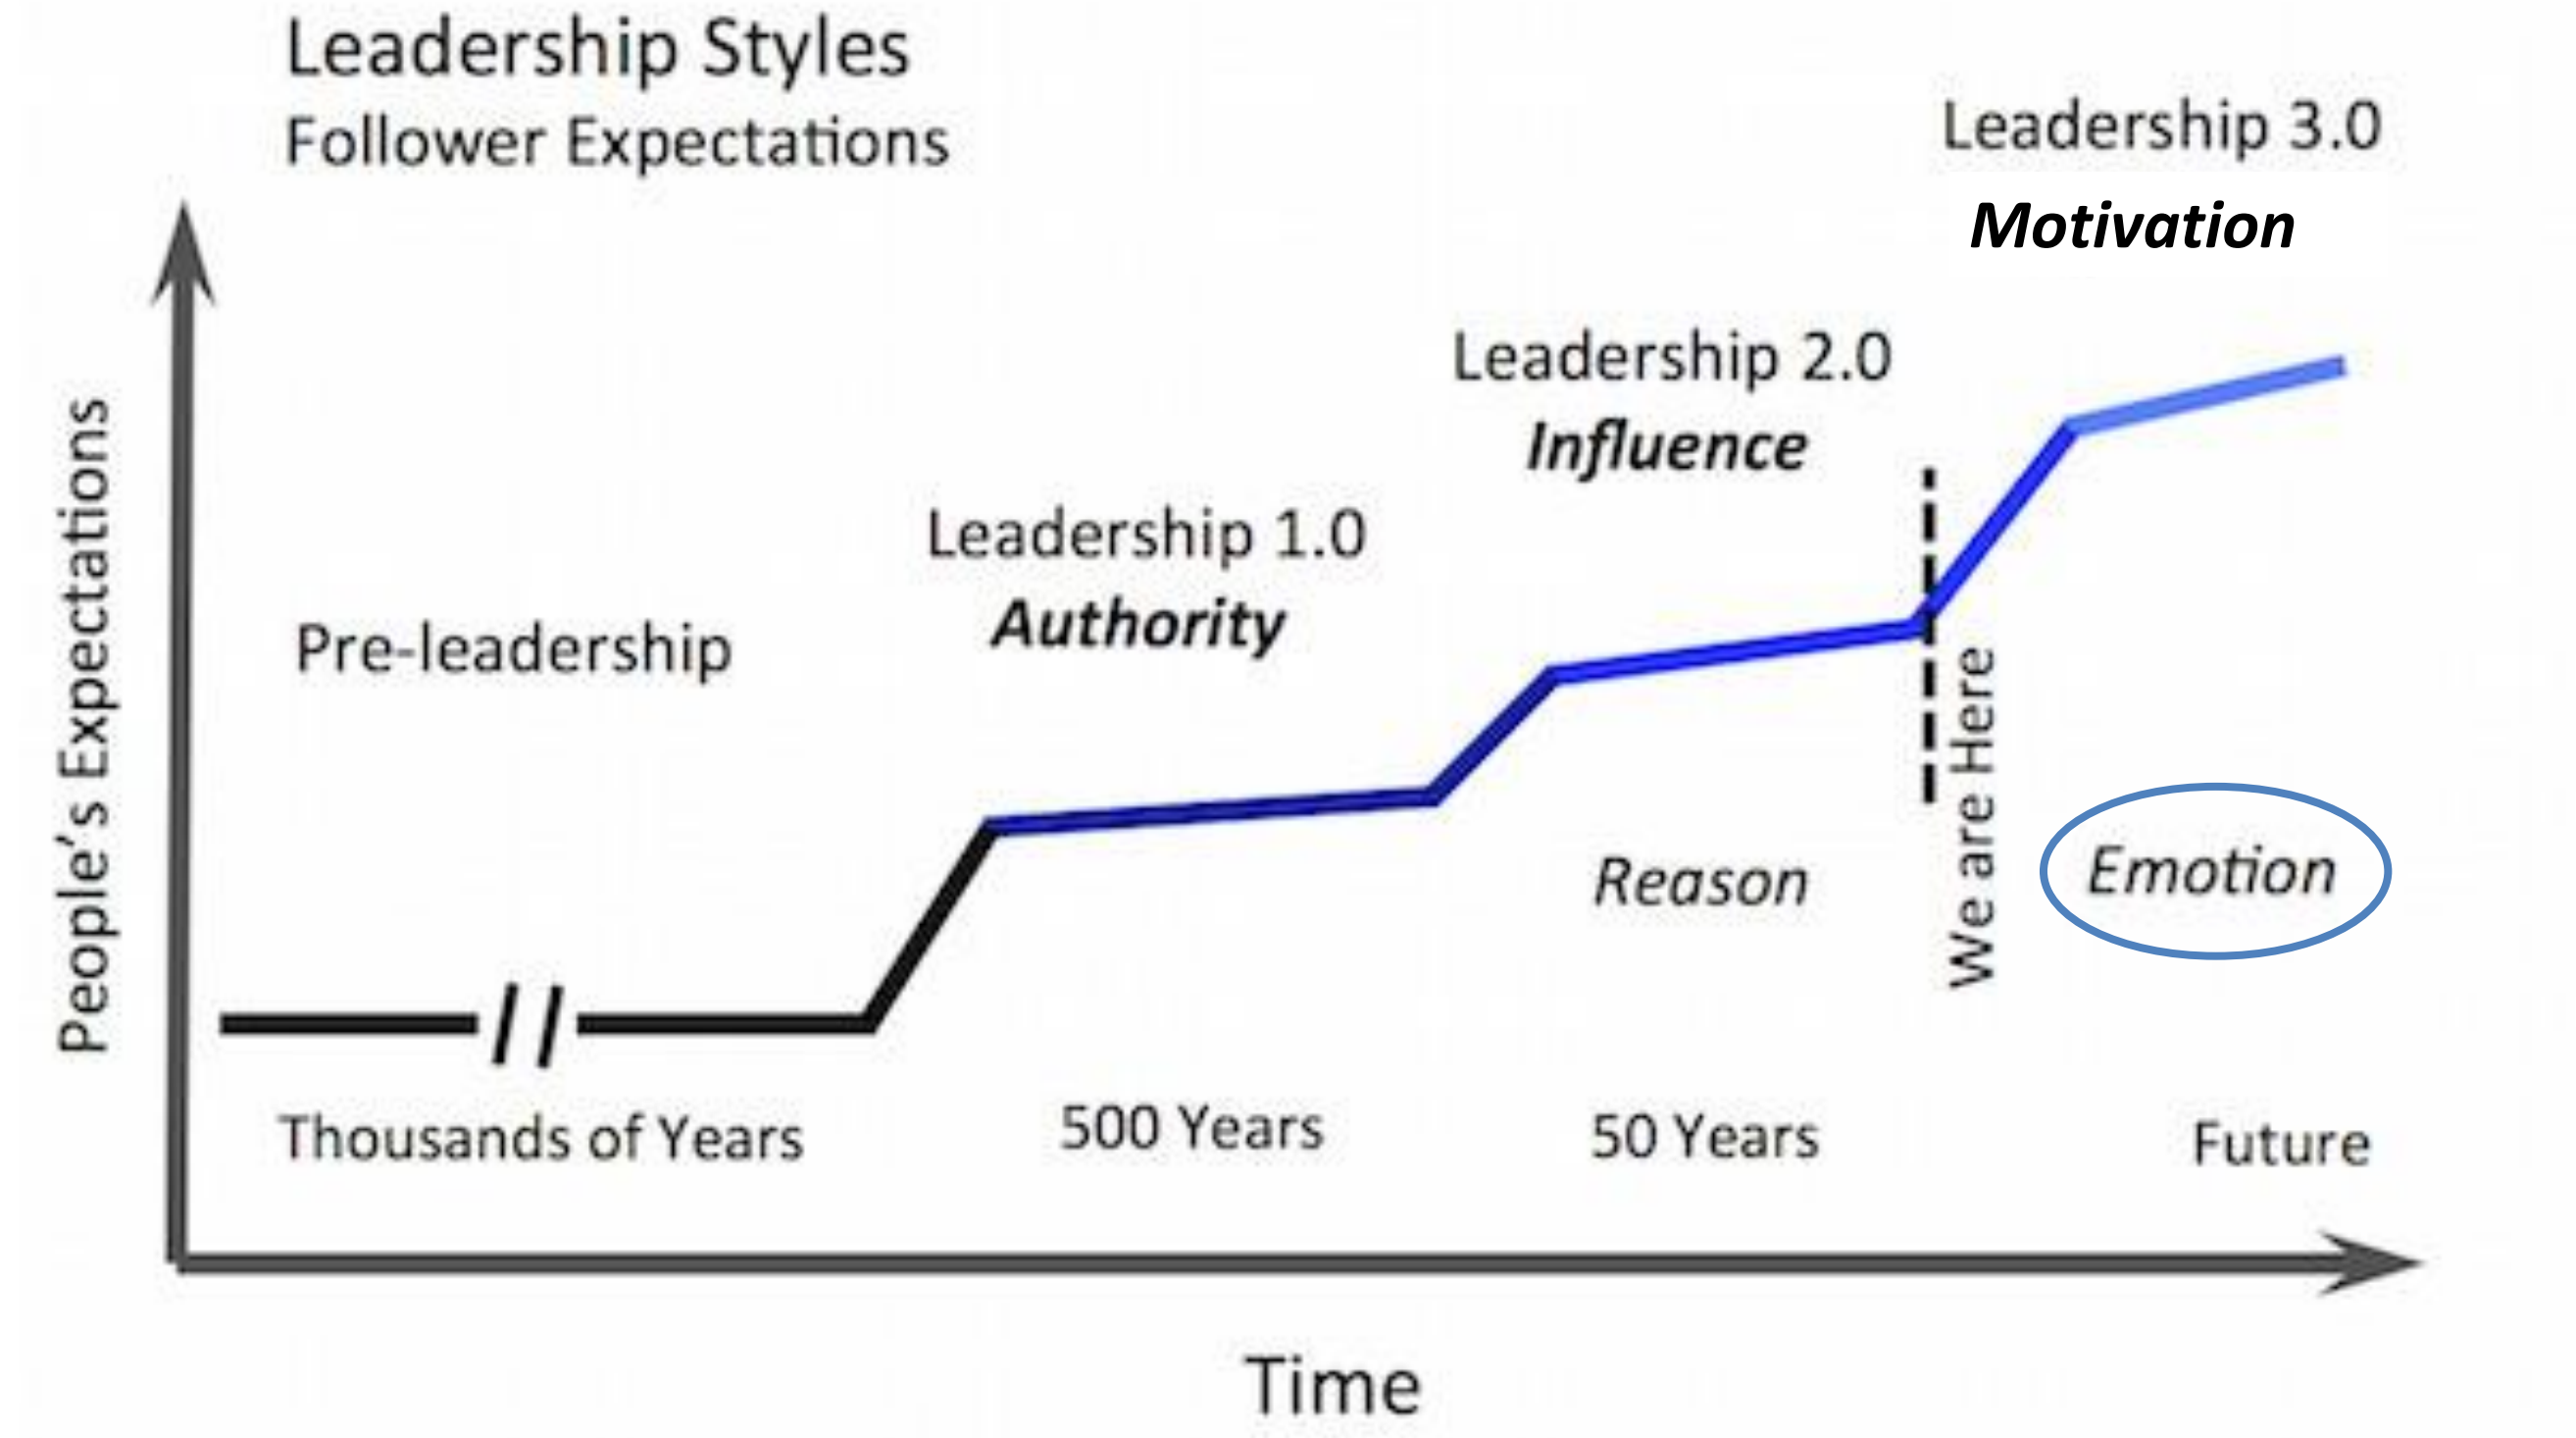 Leadership Styles
Follower Expectations
Leadership 3.0
Motivation
Leadership 2.0
Influence
Leadership 1.0
Authority
Pre-leadership
People’s Expectations
We are Here
Reason
Emotion
Thousands of Years
500 Years
50 Years
Future
Time